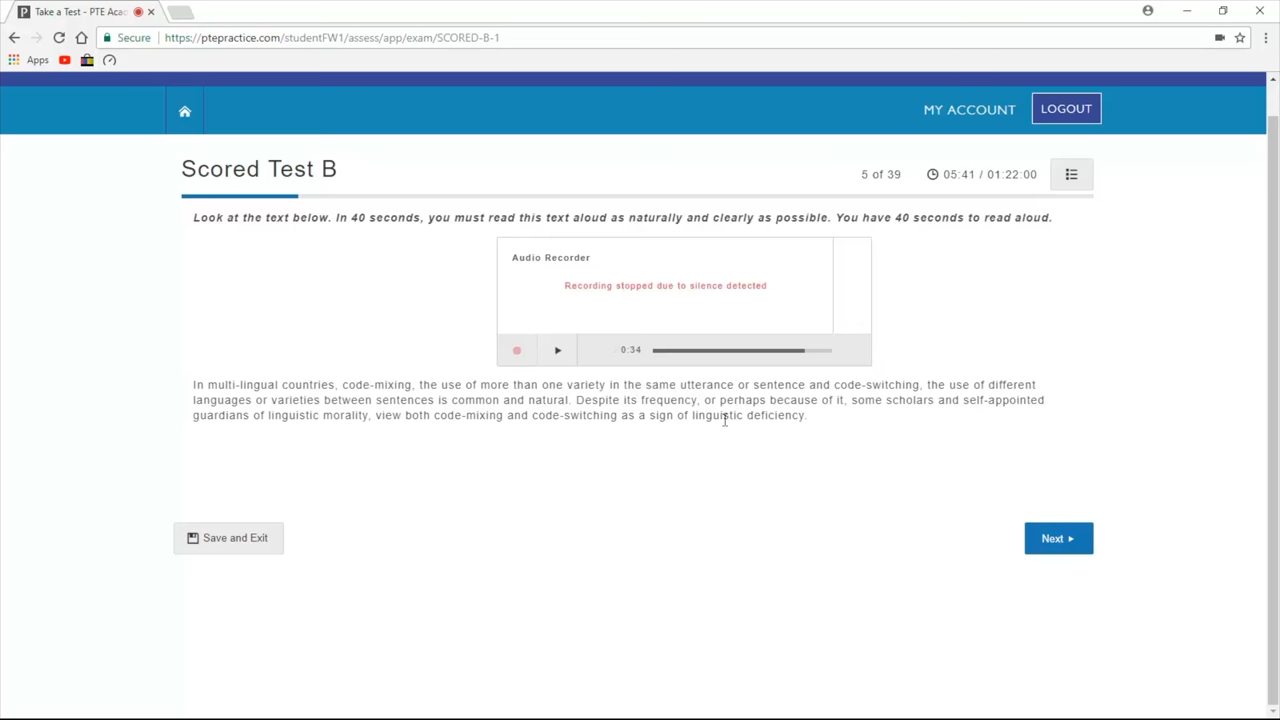 Take a Test - PTE Aca
Secure
https://ptepractice.com/studentFW1/assess/app/exam/SCORED-B-1
Apps
MY ACCOUNT
LOGOUT
Scored Test B
5 of 39
05:41 / 01:22:00
Look at the text below. In 40 seconds, you must read this text aloud as naturally and clearly as possible. You have 40 seconds to read aloud.
Audio Recorder
Recording stopped due to silence detected
0:34
In multi-lingual countries, code-mixing, the use of more than one variety in the same utterance or sentence and code-switching, the use of different
languages or varieties between sentences is common and natural. Despite its frequency, or perhaps because of it, some scholars and self-appointed
guardians of linguistic morality, view both code-mixing and code-switching as a sign of linguistic deficiency.
Save and Exit
Next